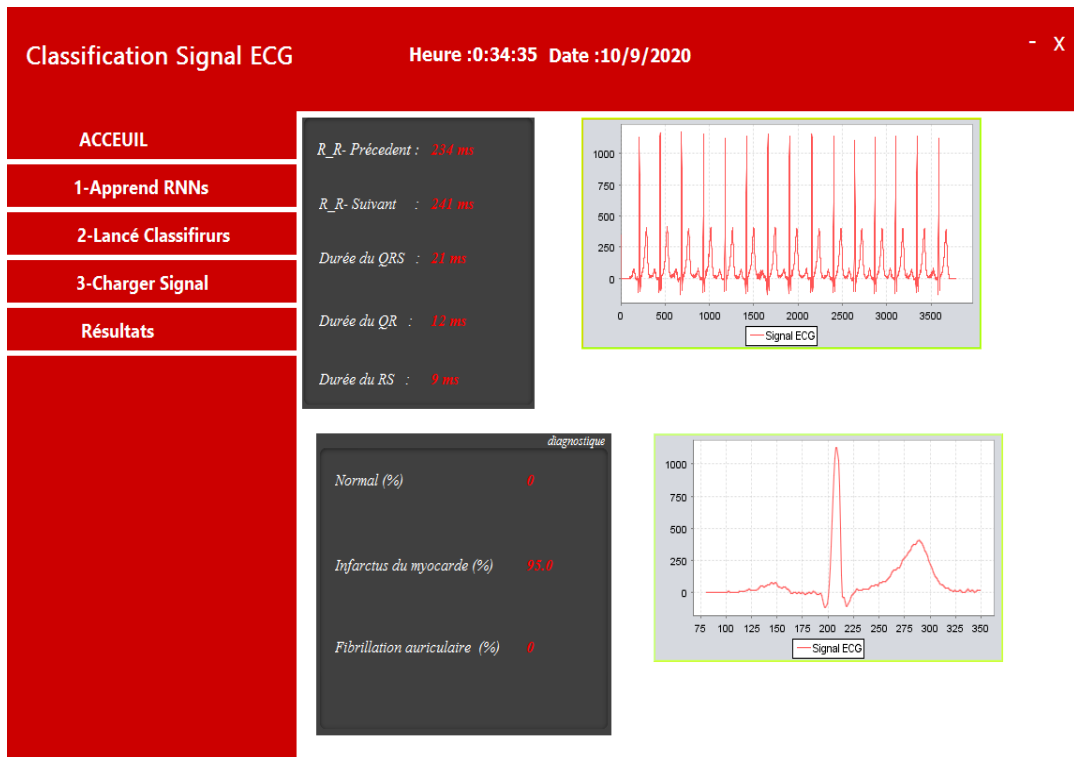 Classification Signal ECG
Heure :0:34:35 Date :10/9/2020
- X
ACCEUIL
1-Apprend RNNs
2-Lancé Classifirurs
3-Charger Signal
Résultats
R_R- Précedent : 234 ms
R_R- Suivant : 241 ms
Durée du QRS : 21 ms
Durée du QR : 12 ms
Durée du RS : 9 ms
1000
750
500
250
0
0 500 1000 1500 2000 2500 3000 3500
Signal ECG
diagnostique
Normal (%) 0
Infarctus du myocarde (%) 95.0
Fibrillation auriculaire (%) 0
1000
750
500
250
0
75 100 125 150 175 200 225 250 275 300 325 350
Signal ECG